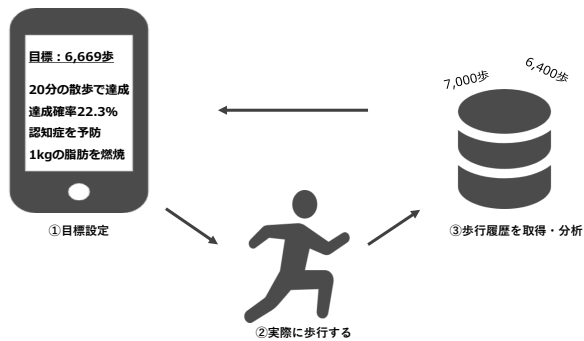 目標：6,669歩
20分の散歩で達成
達成確率22.3%
認知症を予防
1kgの脂肪を燃焼
①目標設定
②実際に歩行する
7,000歩
6,400歩
③歩行履歴を取得・分析